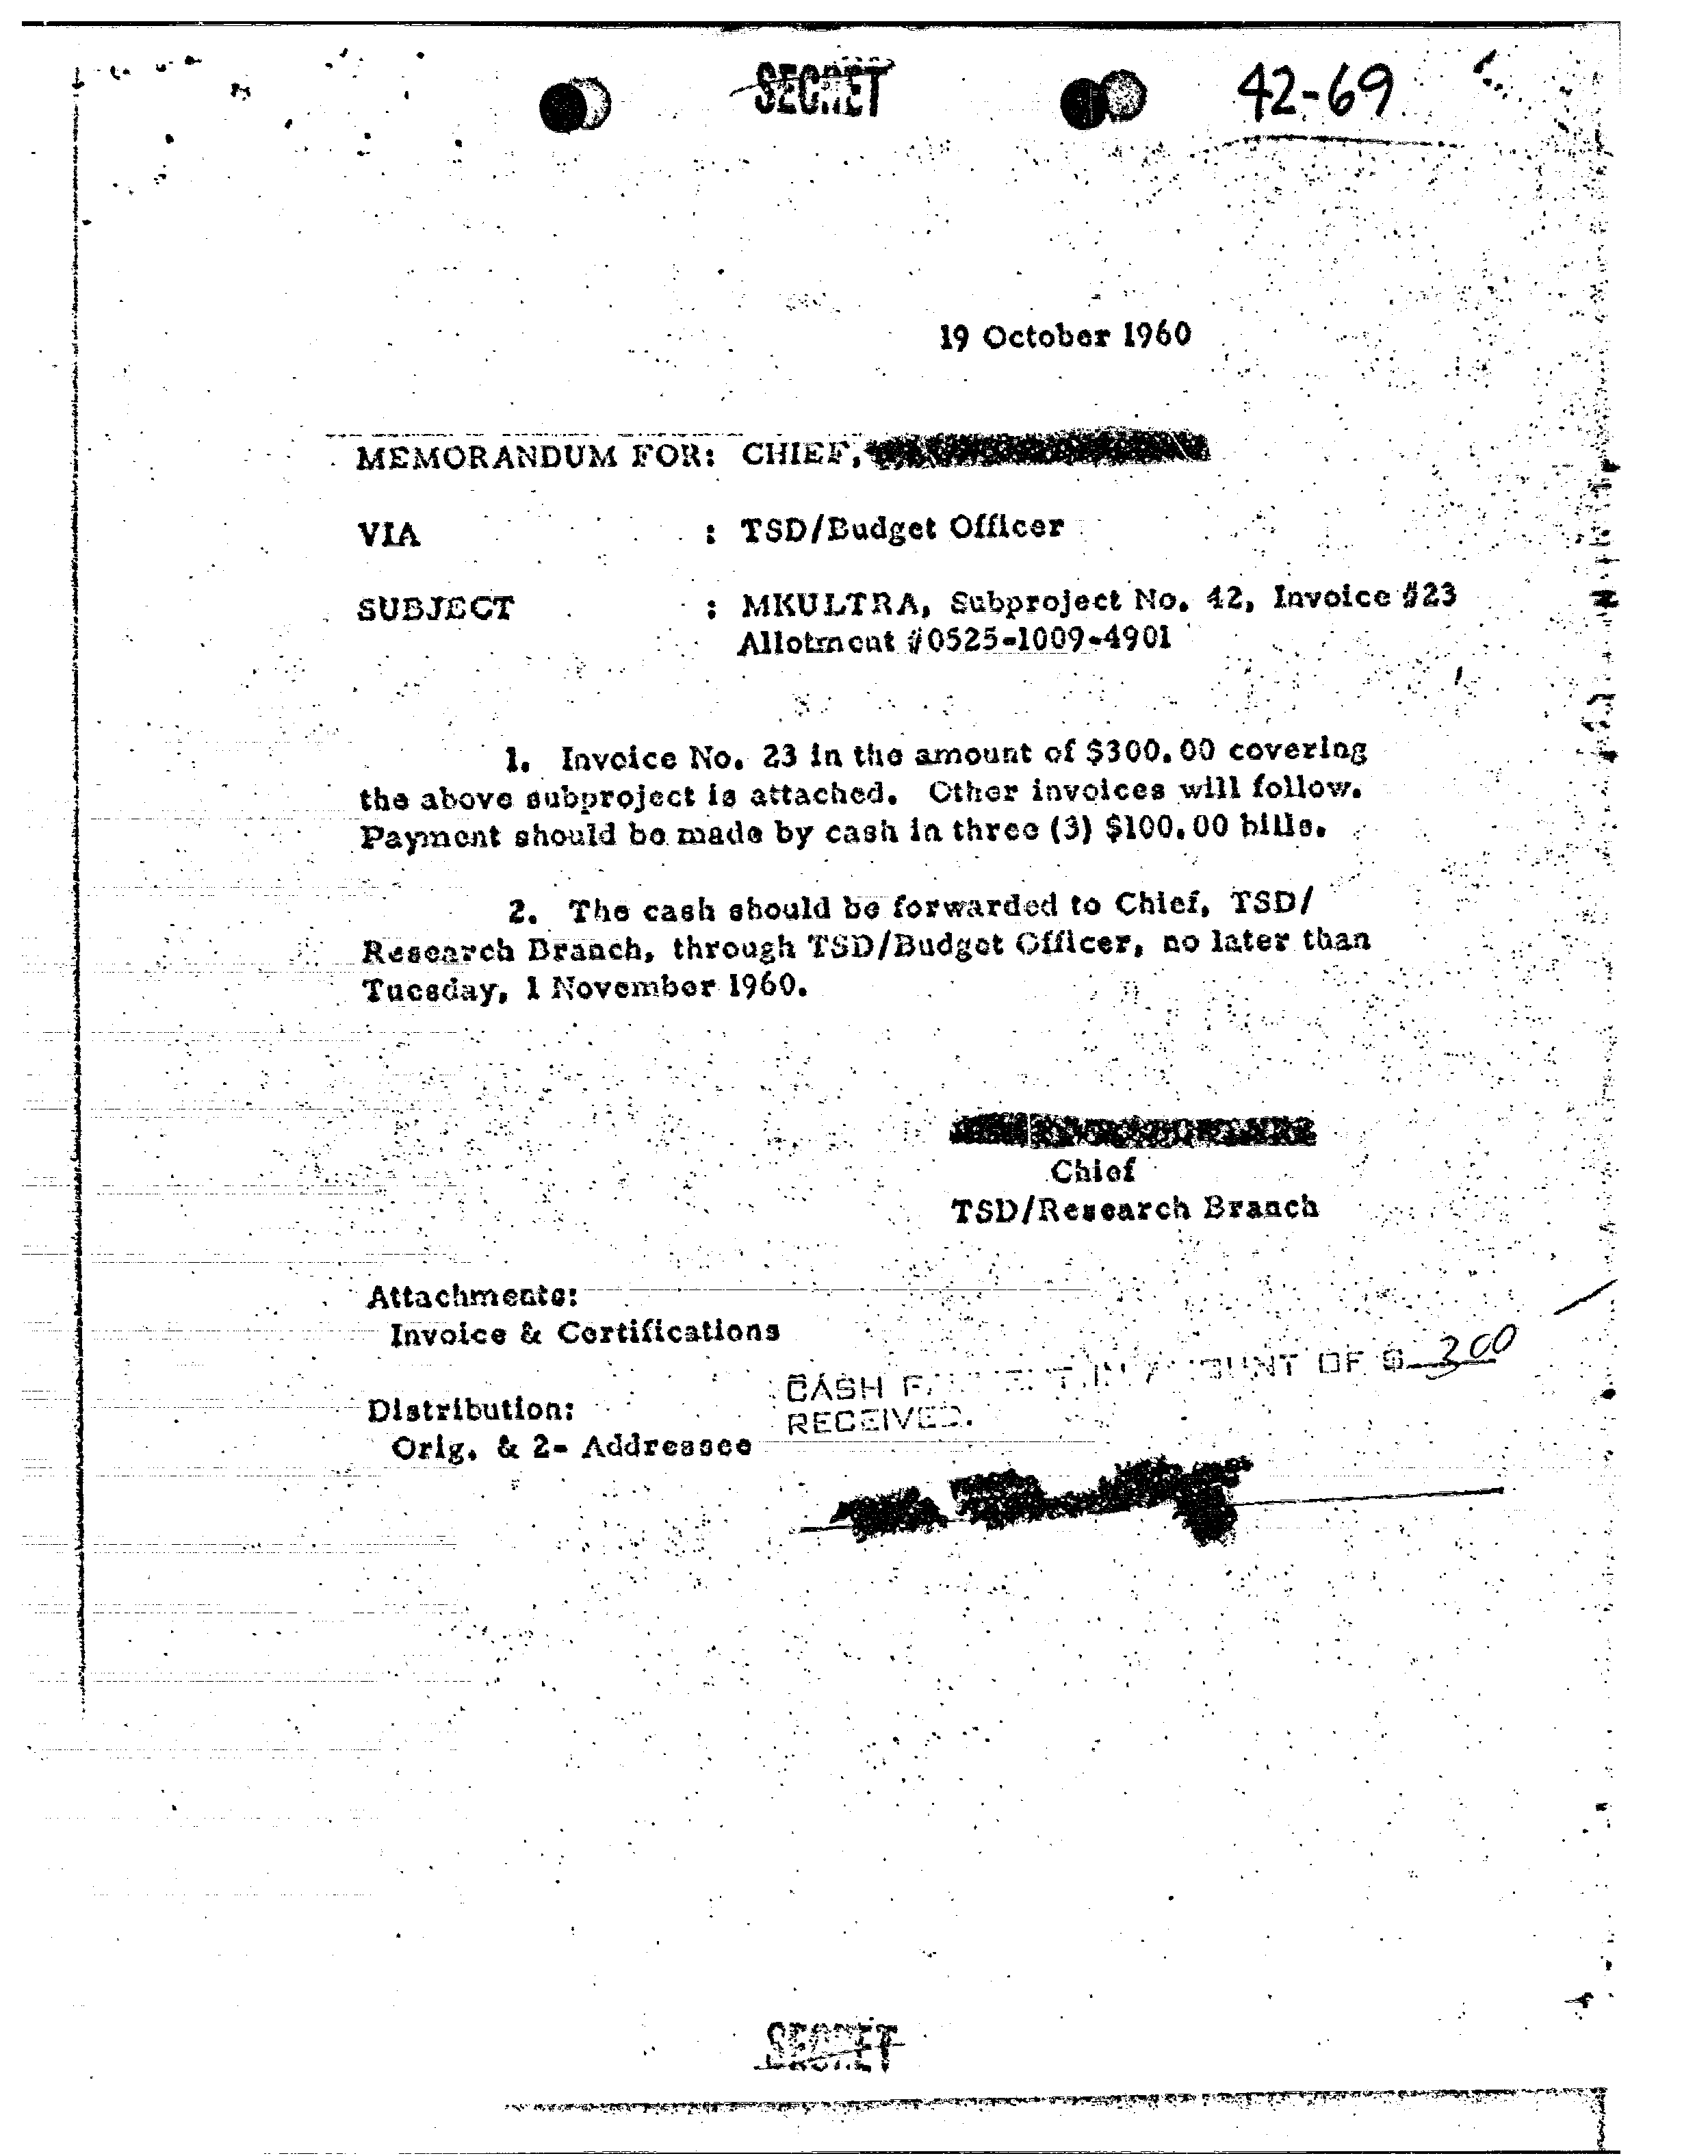 SECRET
42-69
19 October 1960
MEMORANDUM FOR: CHIEF,
VIA : TSD/Budget Officer
SUBJECT : MKULTRA, Subproject No. 42, Invoice #23
Allotment #0525-1009-4901
1. Invoice No. 23 in the amount of $300.00 covering
the above subproject is attached. Other invoices will follow.
Payment should be made by cash in three (3) $100.00 bills.
2. The cash should be forwarded to Chief, TSD/
Research Branch, through TSD/Budget Officer, no later than
Tuesday, 1 November 1960.
Chief
TSD/Research Branch
Attachments:
Invoice & Certifications
CASH PAYMENT IN AMOUNT OF $ 300
RECEIVED.
Distribution:
Orig. & 2- Addressee
SECRET